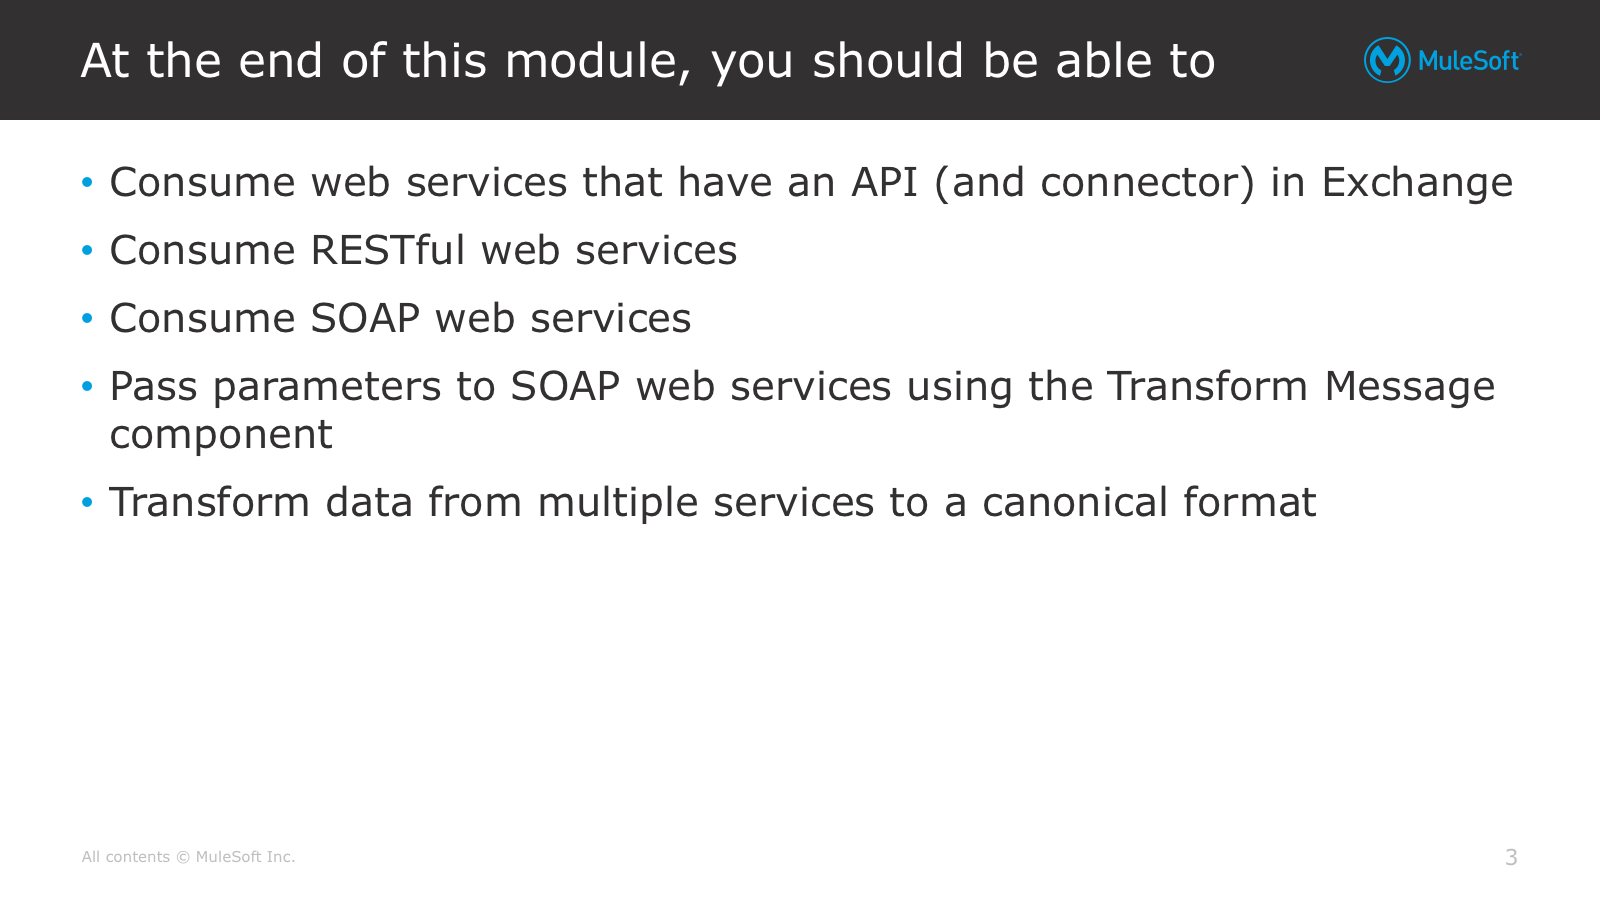 At the end of this module, you should be able to
MuleSoft
• Consume web services that have an API (and connector) in Exchange
• Consume RESTful web services
• Consume SOAP web services
• Pass parameters to SOAP web services using the Transform Message
component
• Transform data from multiple services to a canonical format
All contents © MuleSoft Inc.
3